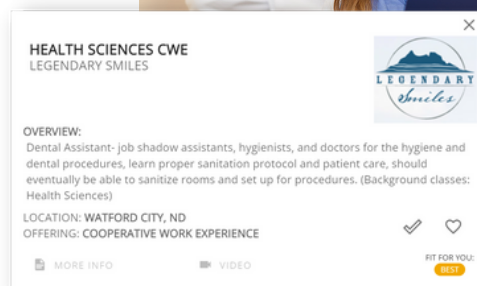 HEALTH SCIENCES CWE
LEGENDARY SMILES
LEGENDARY
Smiles
OVERVIEW:
Dental Assistant- job shadow assistants, hygienists, and doctors for the hygiene and
dental procedures, learn proper sanitation protocol and patient care, should
eventually be able to sanitize rooms and set up for procedures. (Background classes:
Health Sciences)
LOCATION: WATFORD CITY, ND
OFFERING: COOPERATIVE WORK EXPERIENCE
MORE INFO
VIDEO
FIT FOR YOU:
BEST